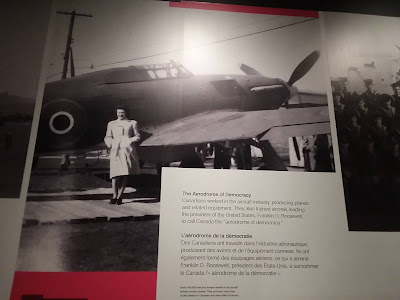 The Aerodrome of Democracy
Canadians worked in the aircraft industry, producing planes
and related equipment. They also trained aircrew, leading
the president of the United States, Franklin D. Roosevelt,
to call Canada the "aerodrome of democracy."
L'aérodrome de la démocratie
Des Canadiens ont travaillé dans l'industrie aéronautique,
produisant des avions et de l'équipement connexe. Ils ont
également formé des équipages aériens, ce qui a amené
Franklin D. Roosevelt, président des États-Unis, à surnommer
le Canada l'« aérodrome de la démocratie ».